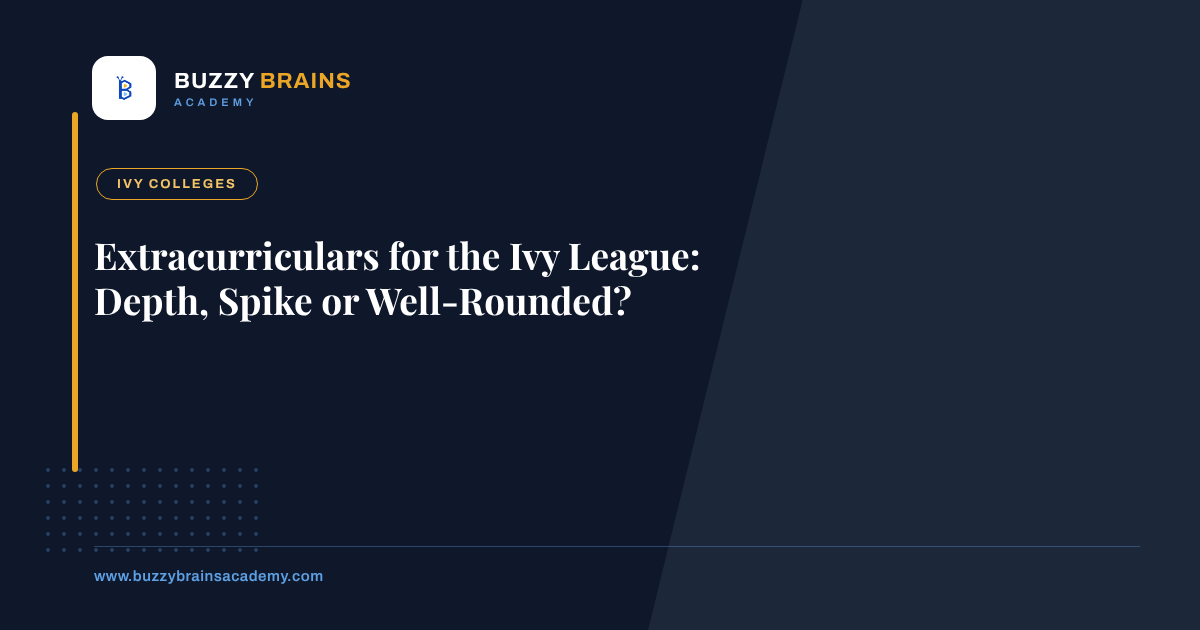 BUZZY BRAINS
ACADEMY
IVY COLLEGES
Extracurriculars for the Ivy League:
Depth, Spike or Well-Rounded?
www.buzzybrainsacademy.com